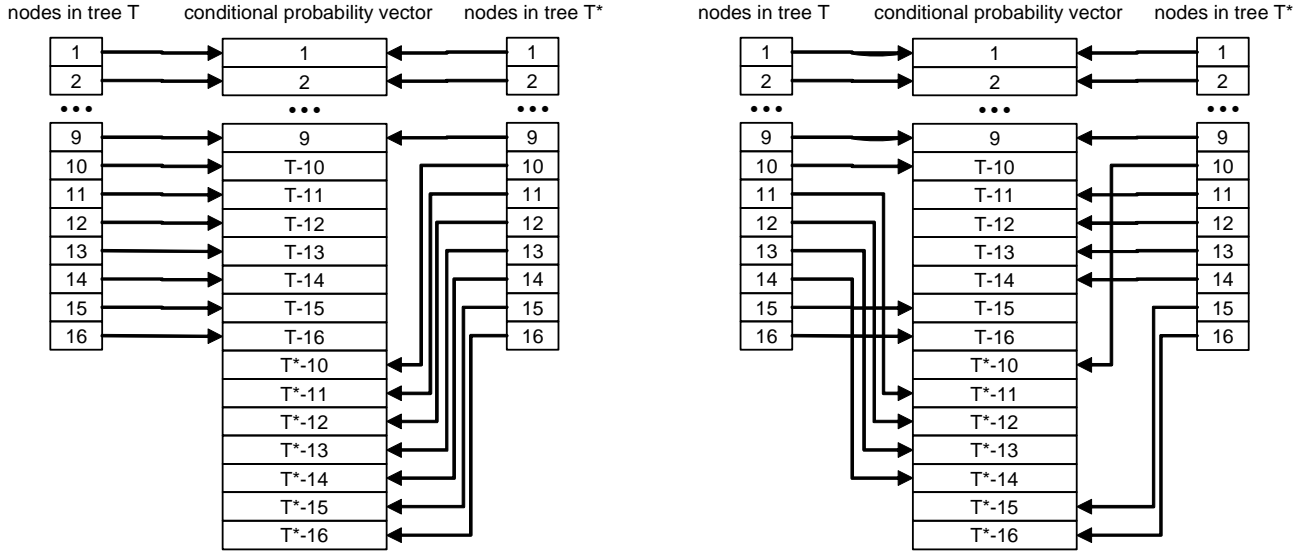 nodes in tree T conditional probability vector nodes in tree T*
1 1 1
2 2 2
••• ••• •••
9 9 9
10 T-10 10
11 T-11 11
12 T-12 12
13 T-13 13
14 T-14 14
15 T-15 15
16 T-16 16
T*-10
T*-11
T*-12
T*-13
T*-14
T*-15
T*-16
nodes in tree T conditional probability vector nodes in tree T*
1 1 1
2 2 2
••• ••• •••
9 9 9
10 T-10 10
11 T-11 11
12 T-12 12
13 T-13 13
14 T-14 14
15 T-15 15
16 T-16 16
T*-10
T*-11
T*-12
T*-13
T*-14
T*-15
T*-16